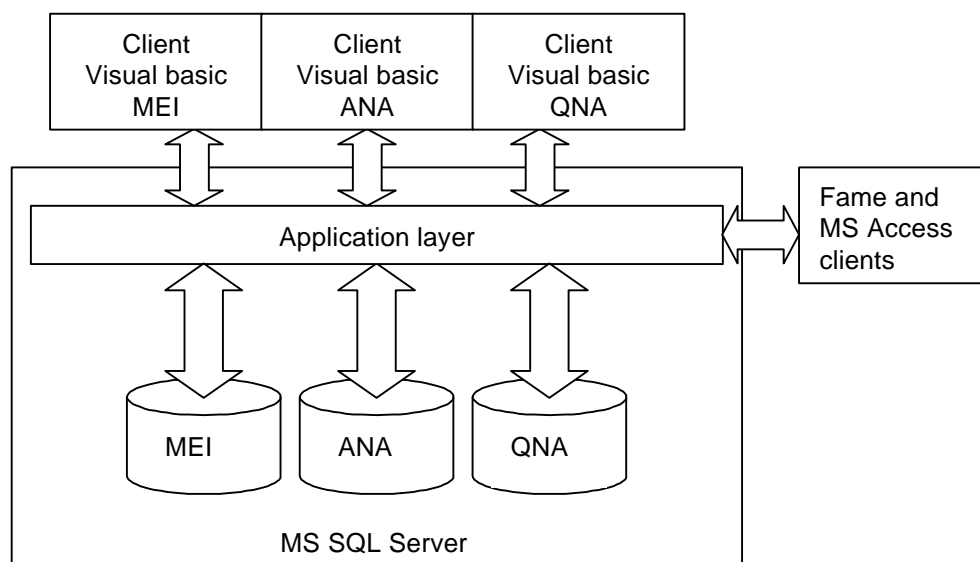 Client
Visual basic
MEI
Client
Visual basic
ANA
Client
Visual basic
QNA
Application layer
Fame and
MS Access
clients
MEI
ANA
QNA
MS SQL Server